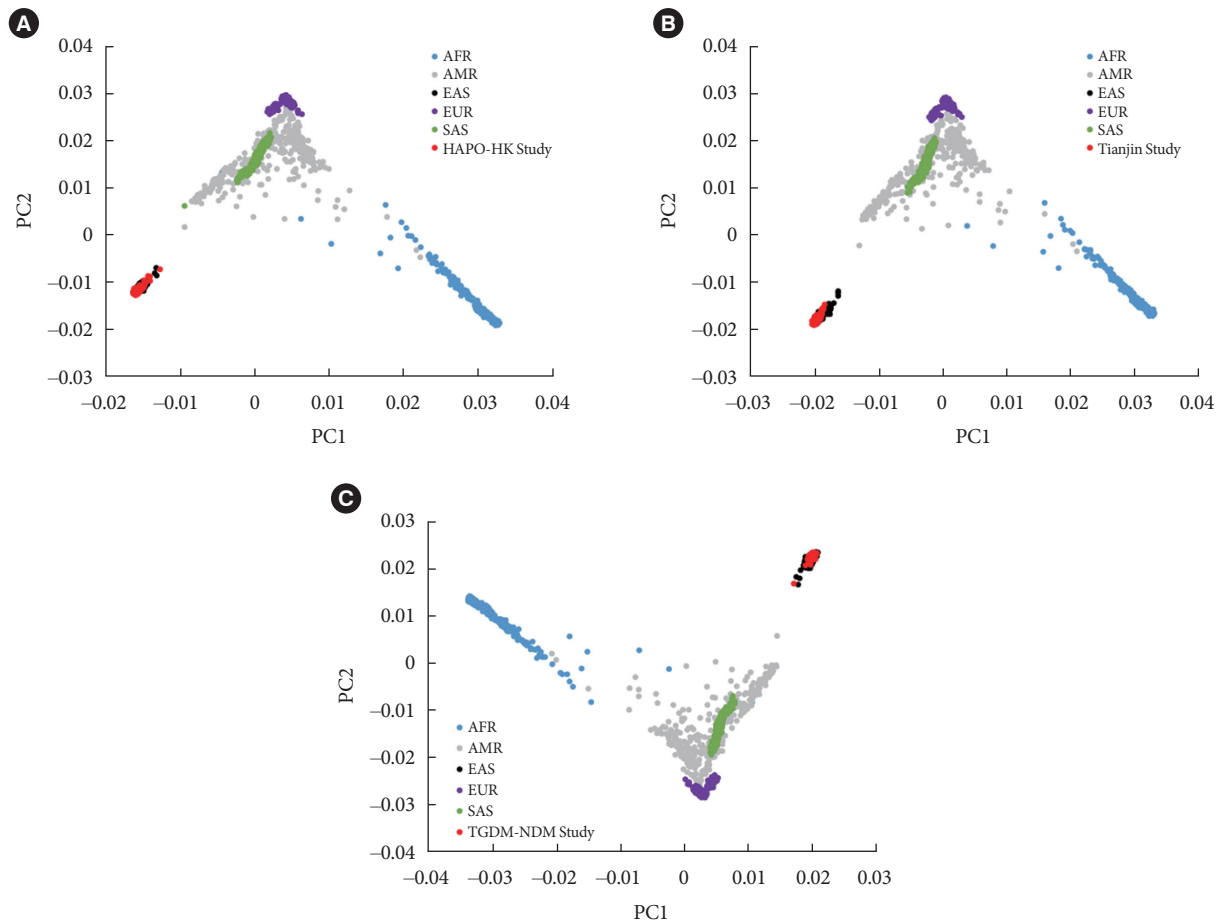 A
0.04
0.03
0.02
0.01
0
−0.01
−0.02
−0.03
PC2
−0.02 −0.01 0 0.01 0.02 0.03 0.04
PC1
AFR
AMR
EAS
EUR
SAS
HAPO-HK Study
B
0.04
0.03
0.02
0.01
0
−0.01
−0.02
−0.03
PC2
−0.03 −0.02 −0.01 0 0.01 0.02 0.03 0.04
PC1
AFR
AMR
EAS
EUR
SAS
Tianjin Study
C
0.03
0.02
0.01
0
−0.01
−0.02
−0.03
−0.04
PC2
AFR
AMR
EAS
EUR
SAS
TGDM-NDM Study
−0.04 −0.03 −0.02 −0.01 0 0.01 0.02 0.03
PC1